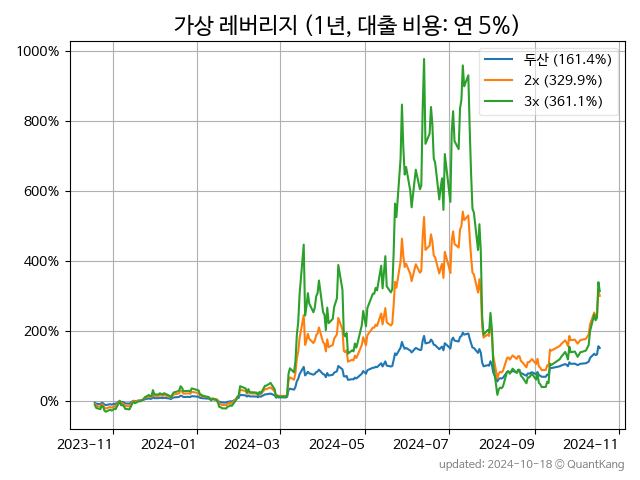 가상 레버리지 (1년, 대출 비용: 연 5%)
두산 (161.4%)
2x (329.9%)
3x (361.1%)
1000%
800%
600%
400%
200%
0%
2023-11 2024-01 2024-03 2024-05 2024-07 2024-09 2024-11
updated: 2024-10-18 © QuantKang